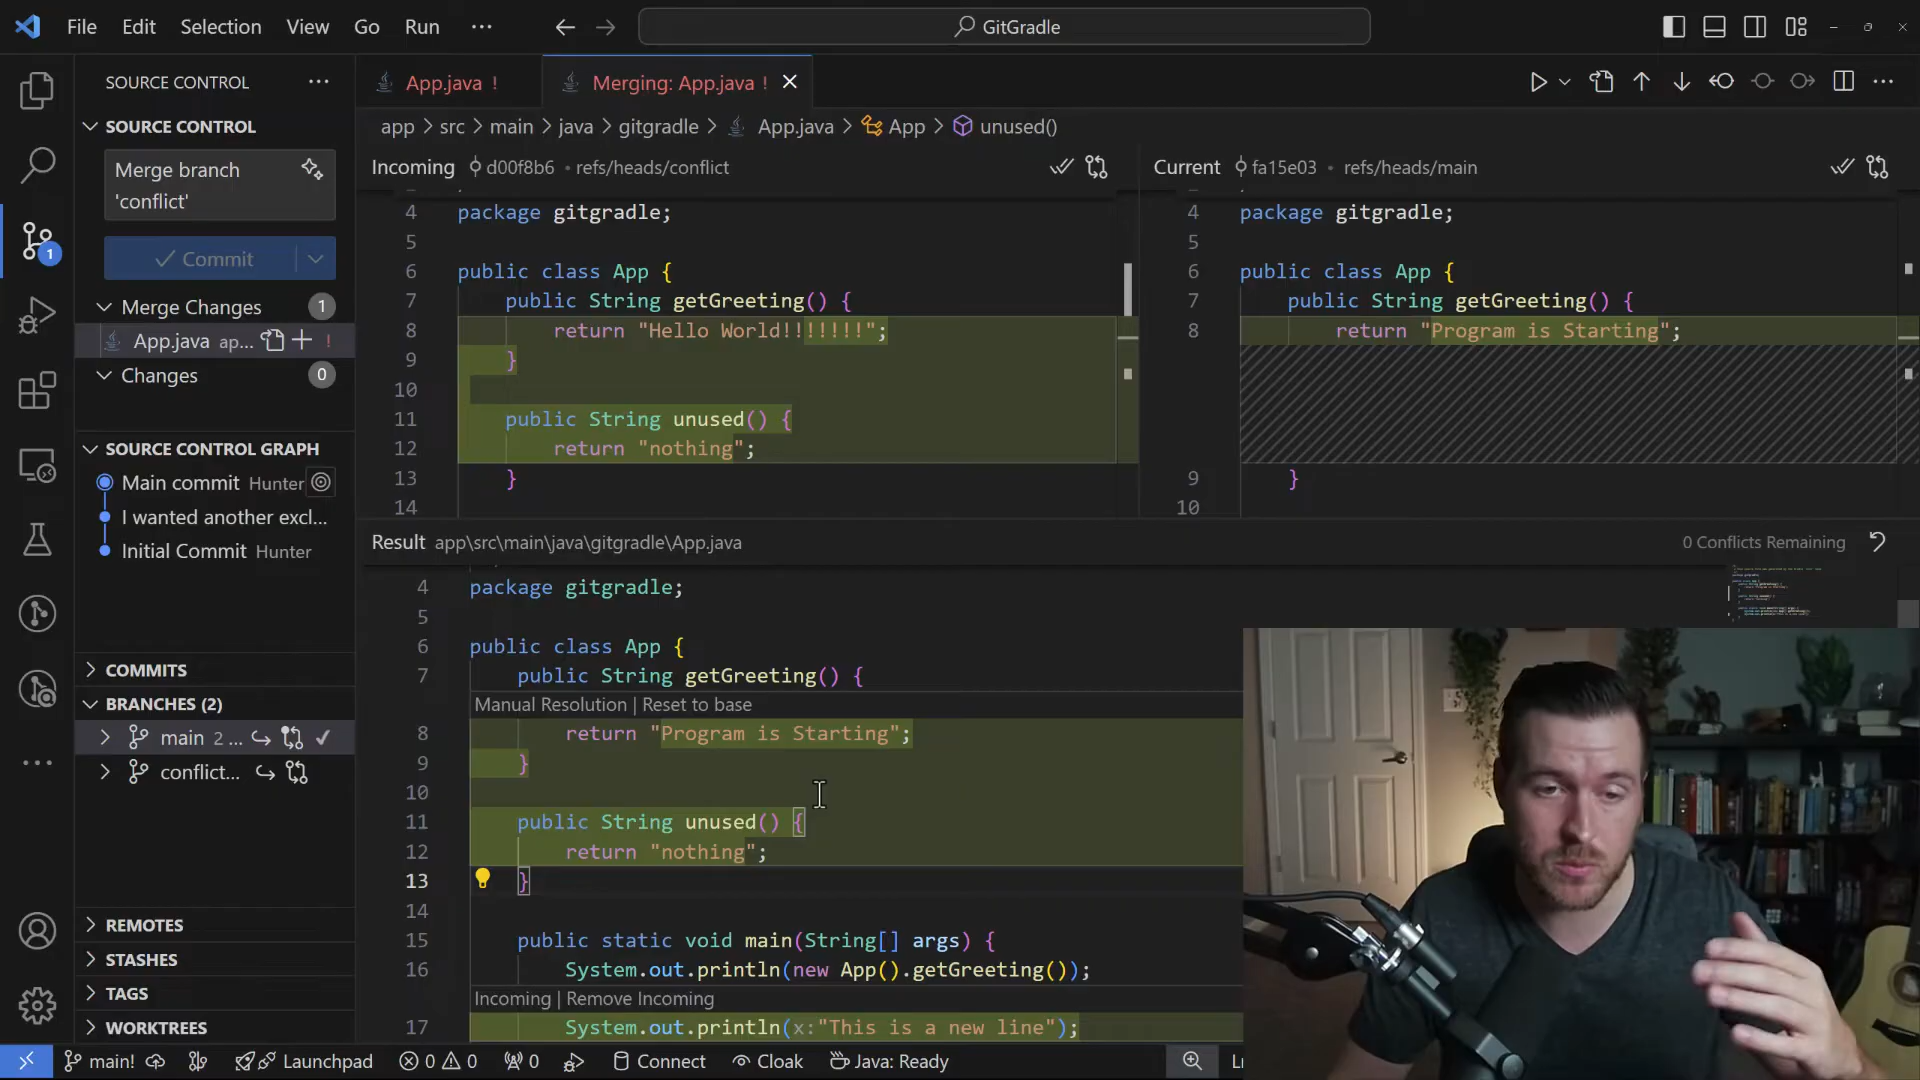 File Edit Selection View Go Run ··· GitGradle
SOURCE CONTROL ···
SOURCE CONTROL
Merge branch
'conflict'
Commit
Merge Changes 1
App.java ap... !
Changes 0
SOURCE CONTROL GRAPH
Main commit Hunter
I wanted another excl...
Initial Commit Hunter
COMMITS
BRANCHES (2)
main 2 ...
conflict...
REMOTES
STASHES
TAGS
WORKTREES
1
App.java ! Merging: App.java !
app > src > main > java > gitgradle > App.java > App > unused()
Incoming d00f8b6 • refs/heads/conflict
4 package gitgradle;
5
6 public class App {
7 public String getGreeting() {
8 return "Hello World!!!!!!!";
9 }
10
11 public String unused() {
12 return "nothing";
13 }
14
Current fa15e03 • refs/heads/main
4 package gitgradle;
5
6 public class App {
7 public String getGreeting() {
8 return "Program is Starting";
9 }
10
Result app\src\main\java\gitgradle\App.java 0 Conflicts Remaining
4 package gitgradle;
5
6 public class App {
7 public String getGreeting() {
Manual Resolution | Reset to base
8 return "Program is Starting";
9 }
10
11 public String unused() {
12 return "nothing";
13 }
14
15 public static void main(String[] args) {
16 System.out.println(new App().getGreeting());
Incoming | Remove Incoming
17 System.out.println(x:"This is a new line");
main! Launchpad 0 0 0 Connect Cloak Java: Ready